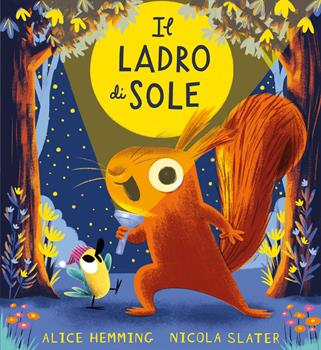 Il
LADRO
di SOLE
ALICE HEMMING NICOLA SLATER